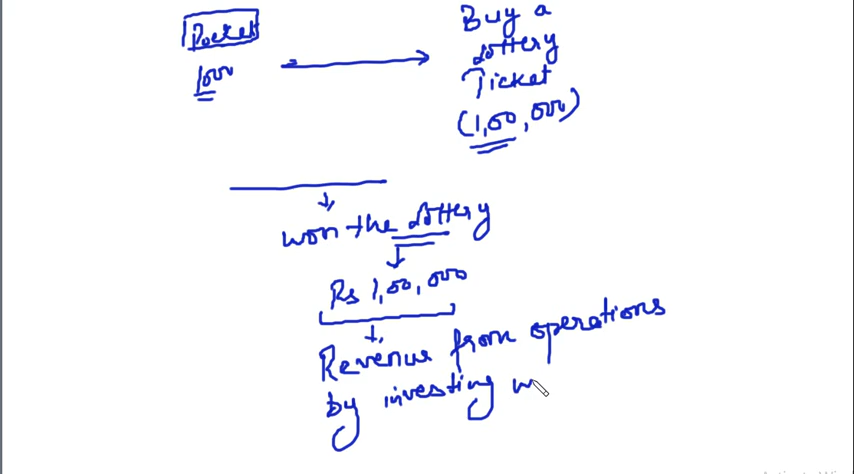 Pocket
1000
Buy a
Lottery
Ticket
(1,00,000)
won the Lottery
Rs 1,00,000
Revenue from operations
by investing